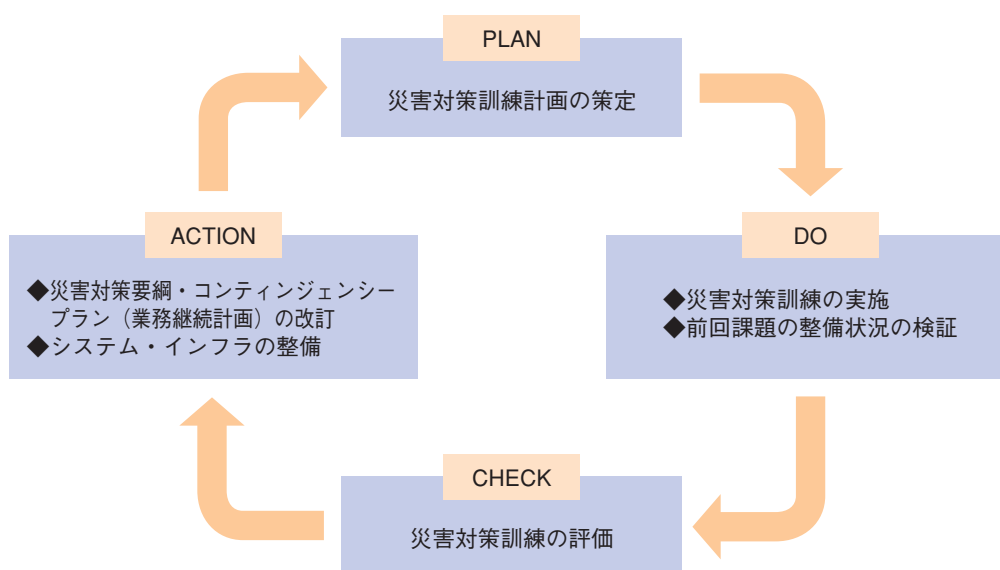 PLAN
災害対策訓練計画の策定
DO
◆災害対策訓練の実施
◆前回課題の整備状況の検証
CHECK
災害対策訓練の評価
ACTION
◆災害対策要綱・コンティンジェンシー
プラン（業務継続計画）の改訂
◆システム・インフラの整備